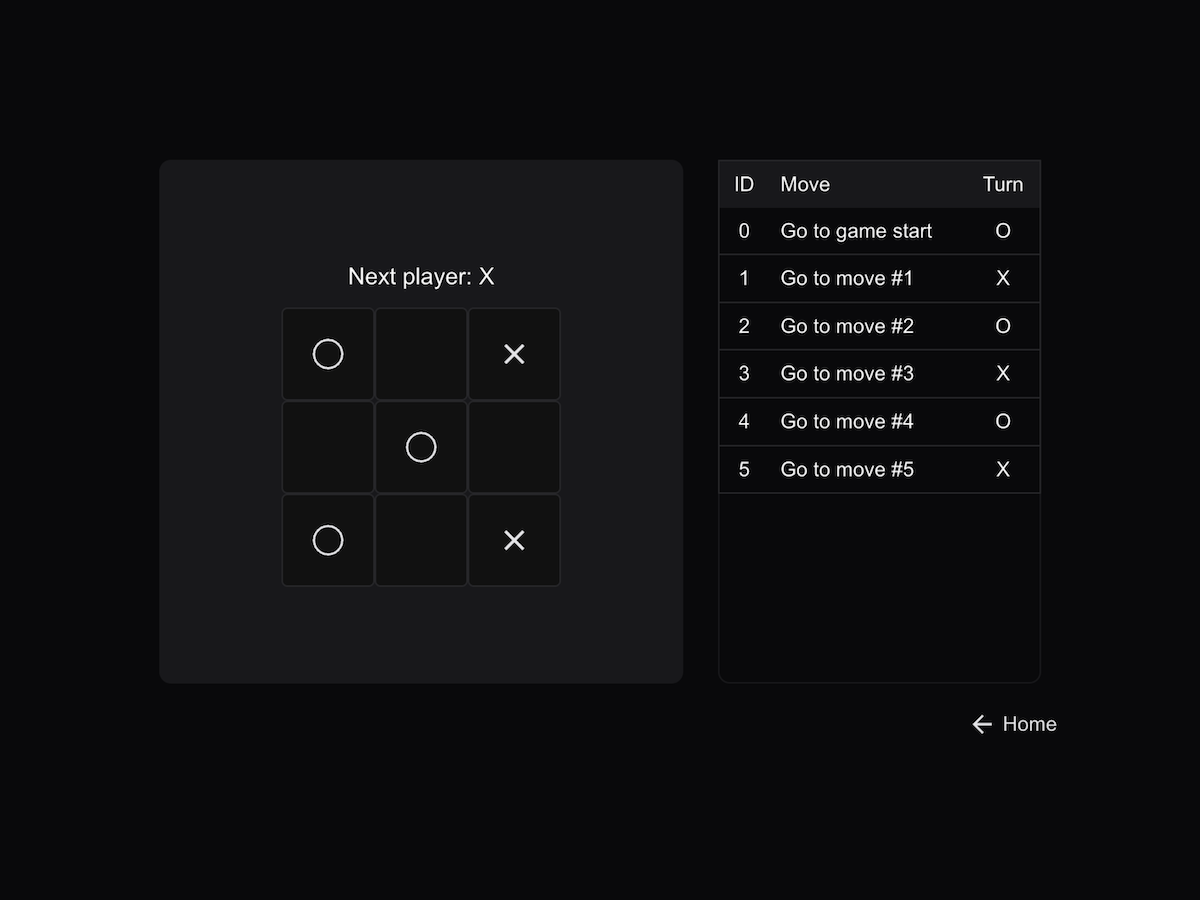 Next player: X
ID Move Turn
0 Go to game start O
1 Go to move #1 X
2 Go to move #2 O
3 Go to move #3 X
4 Go to move #4 O
5 Go to move #5 X
O X
O
O X
← Home